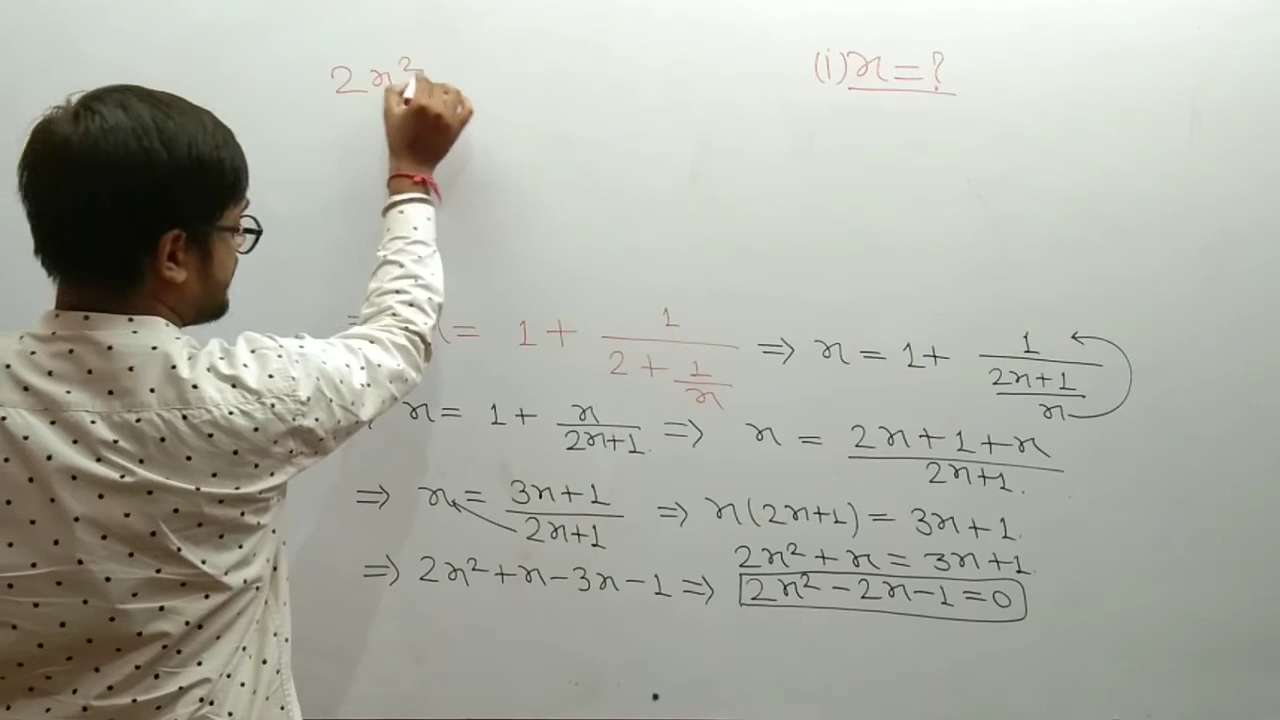 2x²
(i) x = ?
= 1 + 1/(2 + 1/x) ⇒ x = 1 + 1/((2x+1)/x)
x = 1 + x/(2x+1) ⇒ x = (2x+1+x)/(2x+1)
⇒ x = (3x+1)/(2x+1) ⇒ x(2x+1) = 3x+1
2x²+x = 3x+1
⇒ 2x²+x-3x-1 ⇒ 2x²-2x-1=0